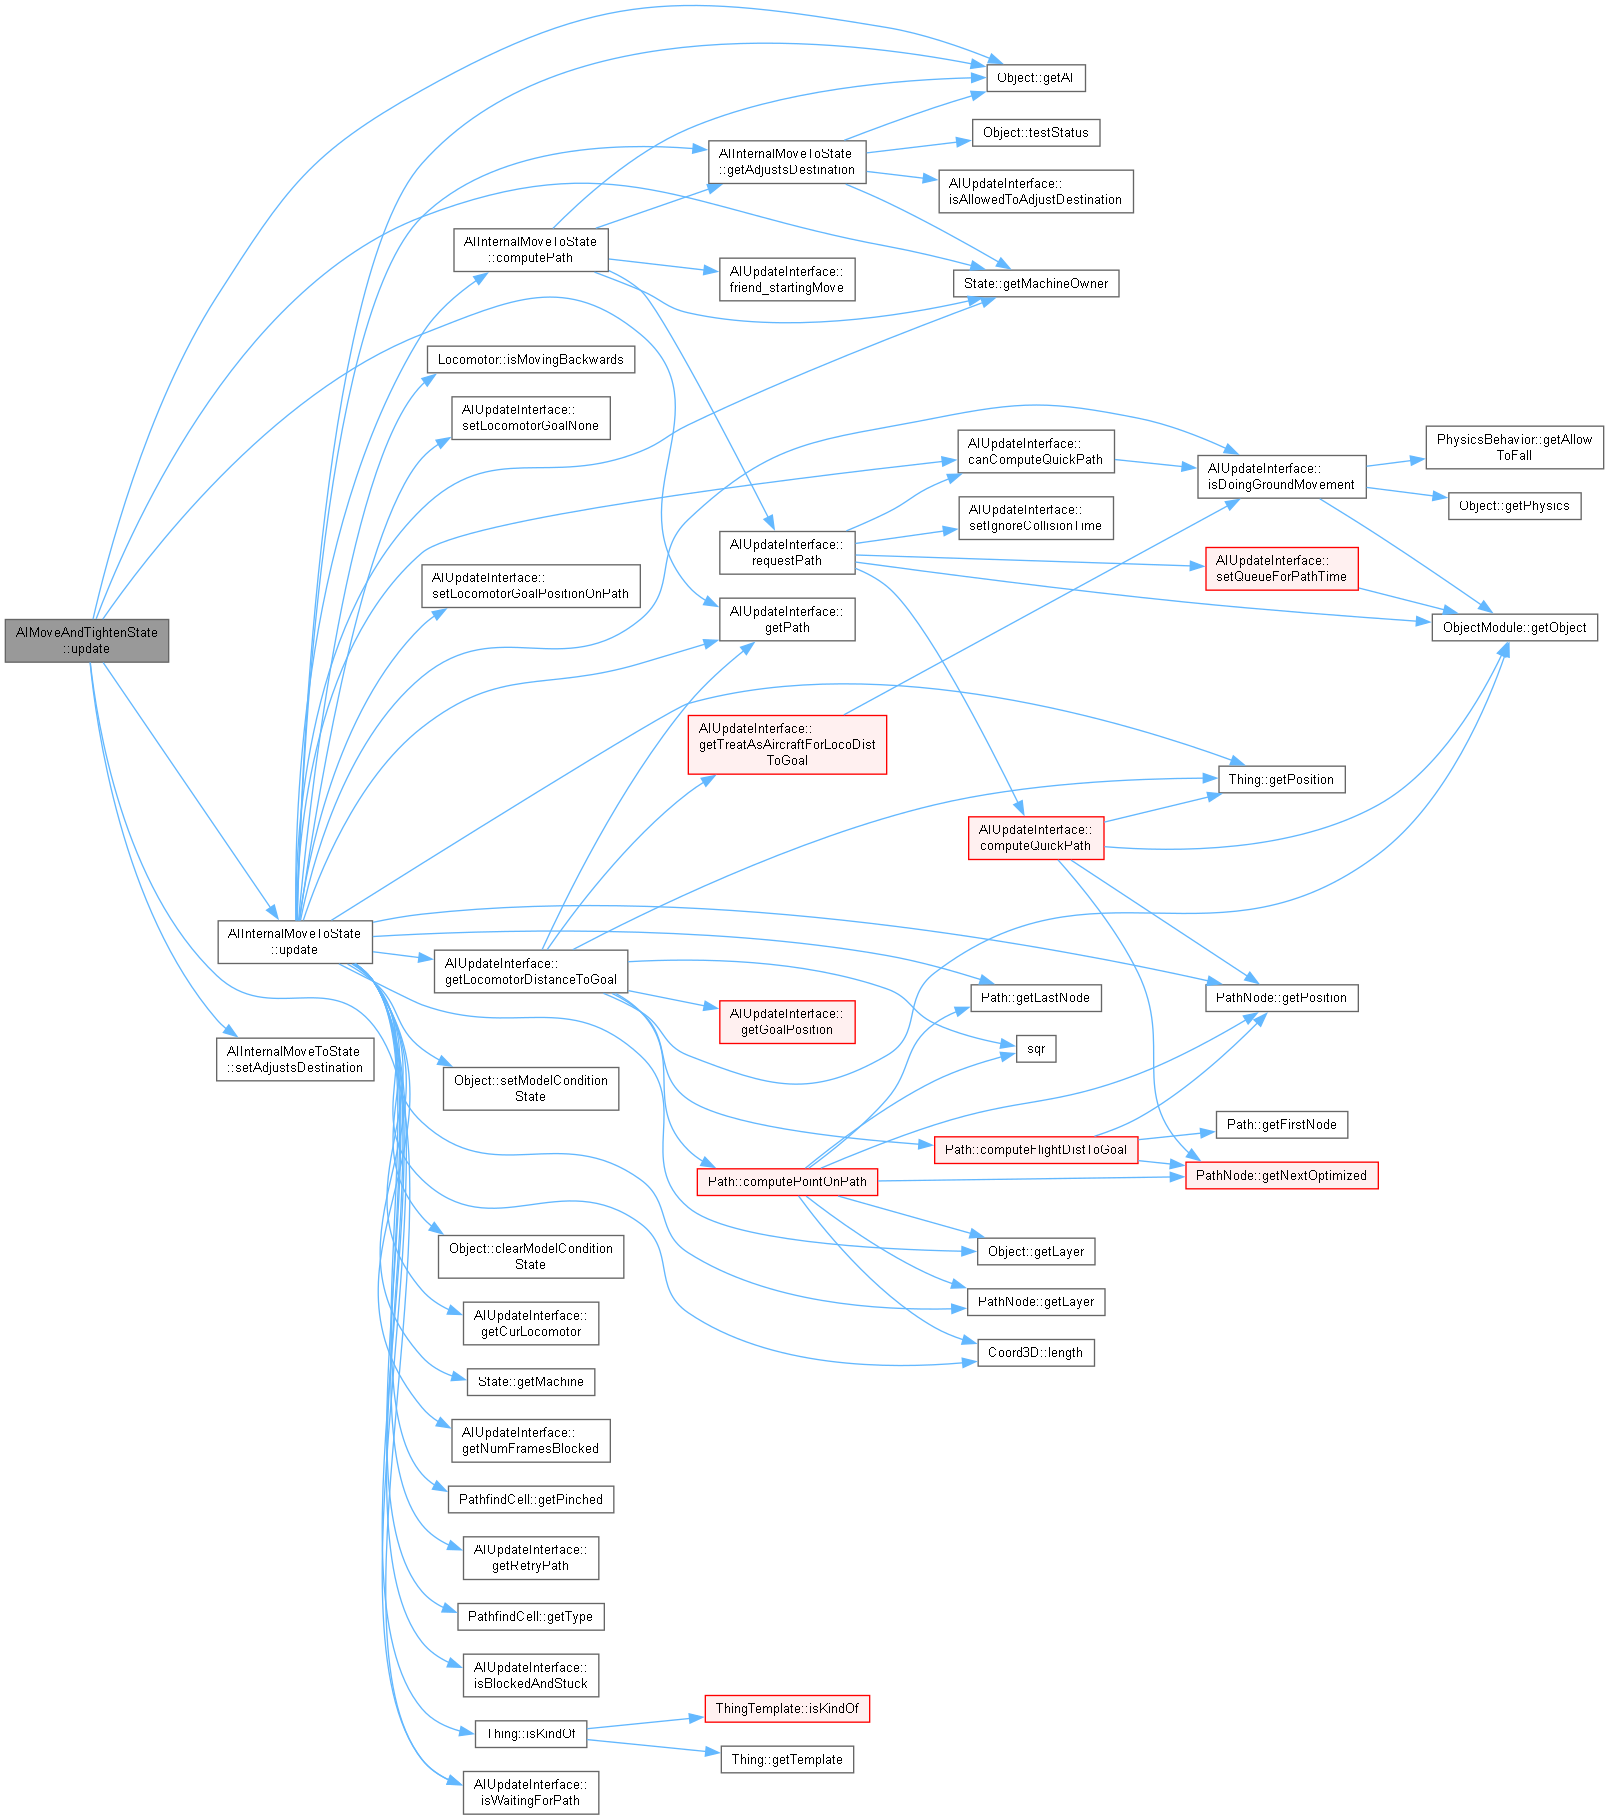 AIMoveAndTightenState
::update
AIInternalMoveToState
::update
AIInternalMoveToState
::setAdjustsDestination
AIInternalMoveToState
::computePath
Locomotor::isMovingBackwards
AIUpdateInterface::
setLocomotorGoalNone
AIUpdateInterface::
setLocomotorGoalPositionOnPath
AIUpdateInterface::
getLocomotorDistanceToGoal
Object::setModelCondition
State
Object::clearModelCondition
State
AIUpdateInterface::
getCurLocomotor
State::getMachine
AIUpdateInterface::
getNumFramesBlocked
PathfindCell::getPinched
AIUpdateInterface::
getRetryPath
PathfindCell::getType
AIUpdateInterface::
isBlockedAndStuck
Thing::isKindOf
AIUpdateInterface::
isWaitingForPath
AIInternalMoveToState
::getAdjustsDestination
AIUpdateInterface::
friend_startingMove
AIUpdateInterface::
requestPath
AIUpdateInterface::
getPath
AIUpdateInterface::
getTreatAsAircraftForLocoDist
ToGoal
AIUpdateInterface::
getGoalPosition
Path::computePointOnPath
ThingTemplate::isKindOf
Thing::getTemplate
Object::getAI
Object::testStatus
AIUpdateInterface::
isAllowedToAdjustDestination
State::getMachineOwner
AIUpdateInterface::
canComputeQuickPath
AIUpdateInterface::
setIgnoreCollisionTime
AIUpdateInterface::
computeQuickPath
Path::getLastNode
sqr
Path::computeFlightDistToGoal
Object::getLayer
PathNode::getLayer
Coord3D::length
AIUpdateInterface::
isDoingGroundMovement
AIUpdateInterface::
setQueueForPathTime
Thing::getPosition
PathNode::getPosition
Path::getFirstNode
PathNode::getNextOptimized
PhysicsBehavior::getAllow
ToFall
Object::getPhysics
ObjectModule::getObject